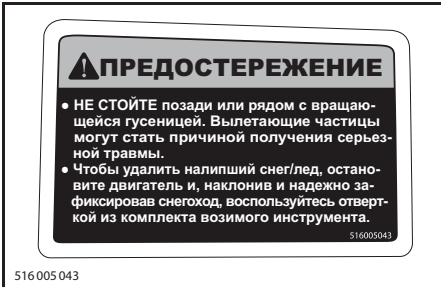 ПРЕДОСТЕРЕЖЕНИЕ
● НЕ СТОЙТЕ позади или рядом с вращаю-
щейся гусеницей. Вылетающие частицы
могут стать причиной получения серьез-
ной травмы.
● Чтобы удалить налипший снег/лед, остано-
вите двигатель и, наклонив и надежно за-
фиксировав снегоход, воспользуйтесь отверт-
кой из комплекта возимого инструмента.
516005043
516 005 043